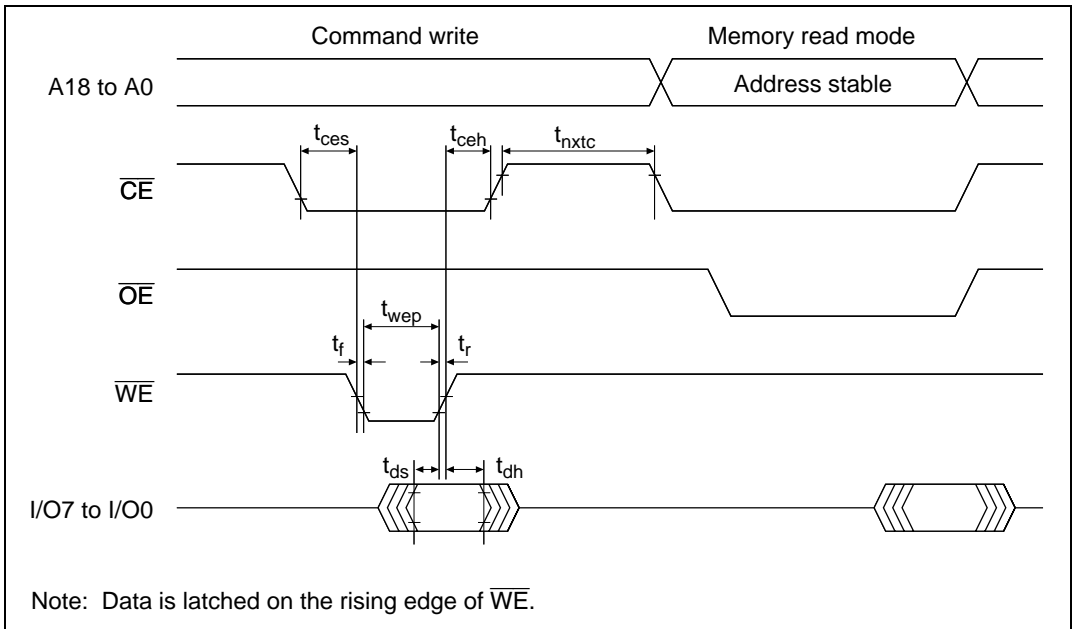 Command write Memory read mode
A18 to A0 Address stable
tces tceh tnxtc
CE
OE
twep
tf tr
WE
tds tdh
I/O7 to I/O0
Note: Data is latched on the rising edge of WE.